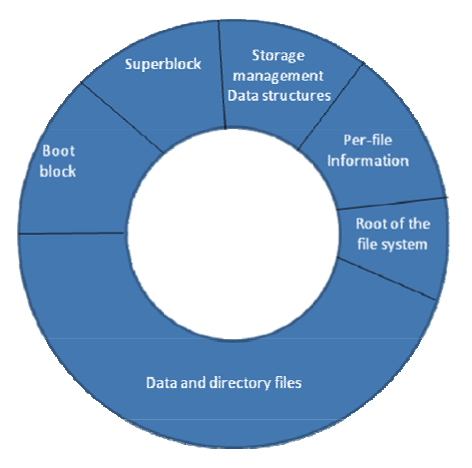 Superblock
Storage
management
Data structures
Per-file
Information
Root of the
file system
Boot
block
Data and directory files